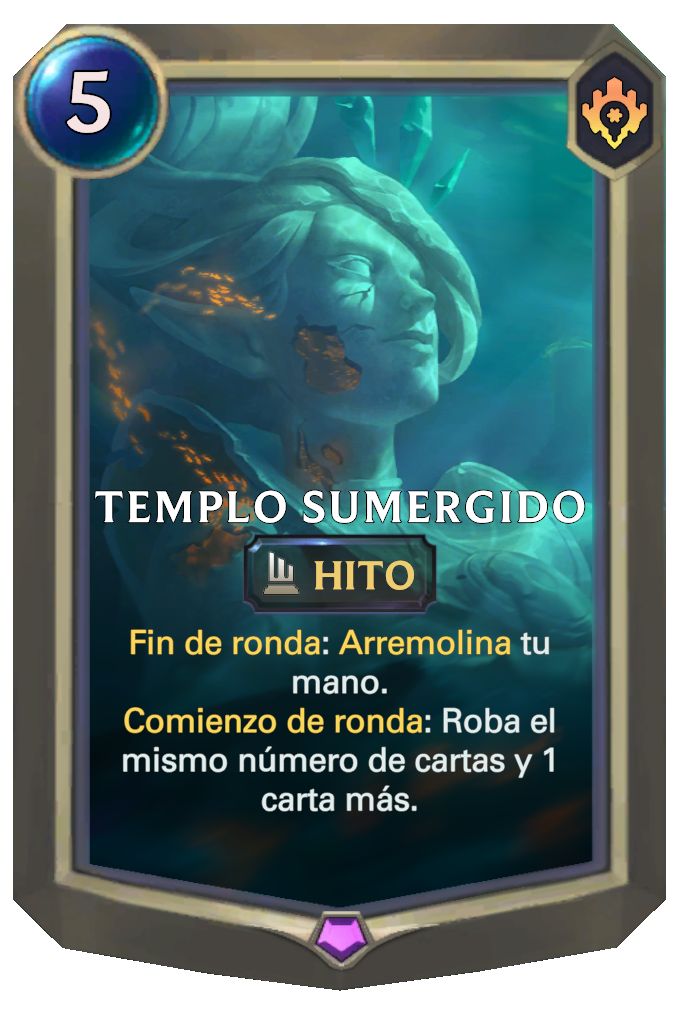 5
TEMPLO SUMERGIDO
HITO
Fin de ronda: Arremolina tu
mano.
Comienzo de ronda: Roba el
mismo número de cartas y 1
carta más.